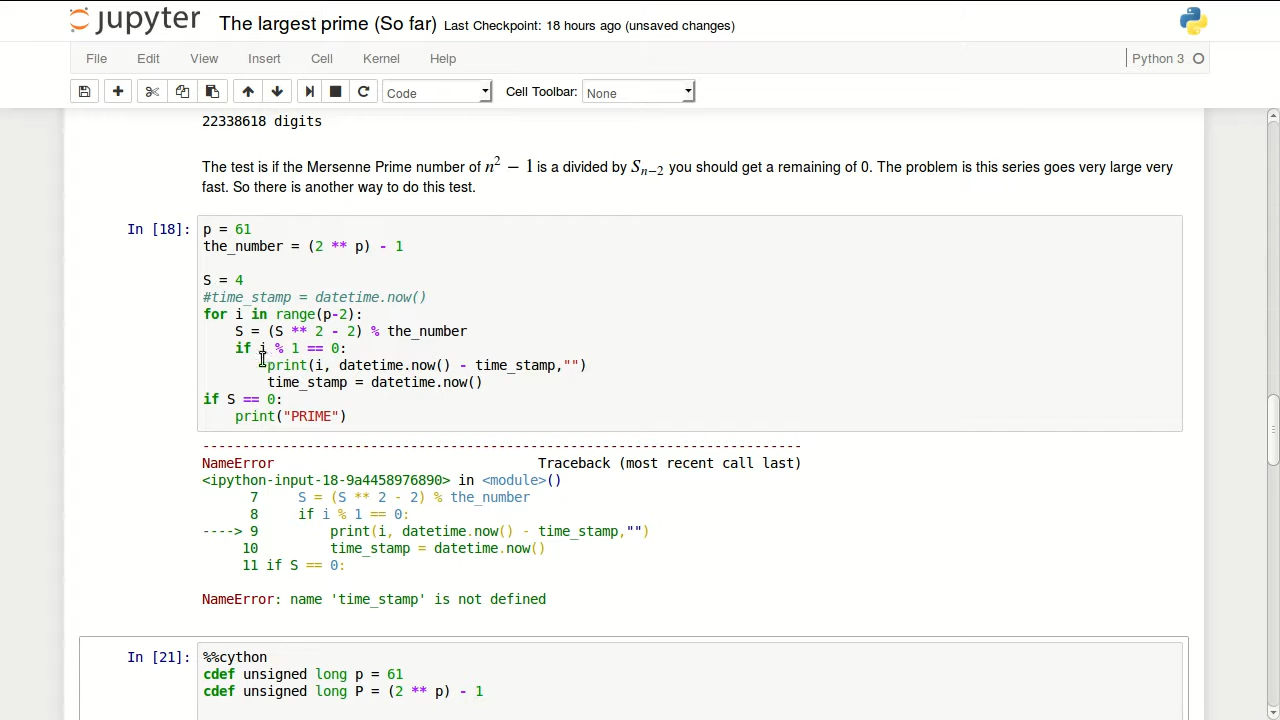 jupyter The largest prime (So far) Last Checkpoint: 18 hours ago (unsaved changes)
File Edit View Insert Cell Kernel Help Python 3
Code Cell Toolbar: None
22338618 digits
The test is if the Mersenne Prime number of n² − 1 is a divided by Sₙ₋₂ you should get a remaining of 0. The problem is this series goes very large very
fast. So there is another way to do this test.
In [18]: p = 61
the_number = (2 ** p) - 1
S = 4
#time_stamp = datetime.now()
for i in range(p-2):
    S = (S ** 2 - 2) % the_number
    if i % 1 == 0:
        print(i, datetime.now() - time_stamp,"")
        time_stamp = datetime.now()
if S == 0:
    print("PRIME")
---------------------------------------------------------------------------
NameError                                 Traceback (most recent call last)
<ipython-input-18-9a4458976890> in <module>()
      7     S = (S ** 2 - 2) % the_number
      8     if i % 1 == 0:
----> 9         print(i, datetime.now() - time_stamp,"")
     10         time_stamp = datetime.now()
     11 if S == 0:
NameError: name 'time_stamp' is not defined
In [21]: %%cython
cdef unsigned long p = 61
cdef unsigned long P = (2 ** p) - 1